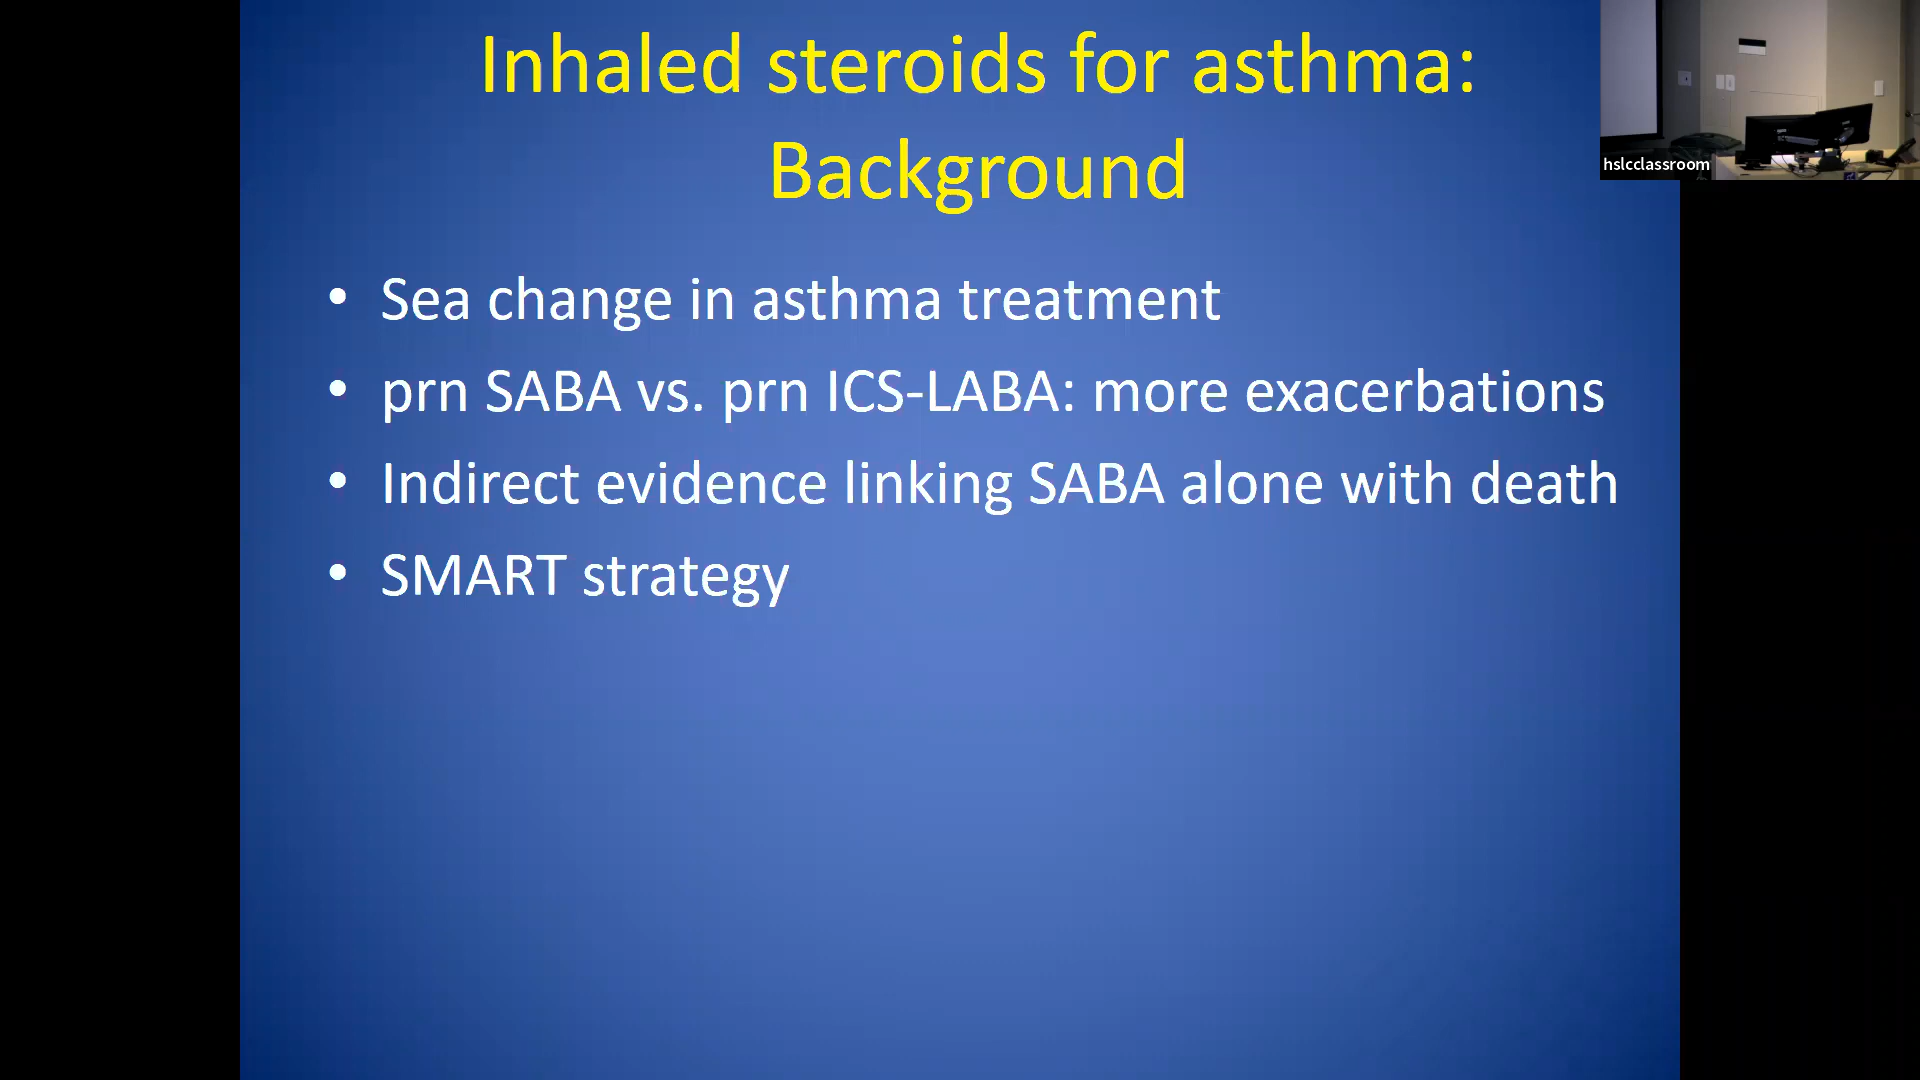 Inhaled steroids for asthma:
Background
• Sea change in asthma treatment
• prn SABA vs. prn ICS-LABA: more exacerbations
• Indirect evidence linking SABA alone with death
• SMART strategy
hslcclassroom